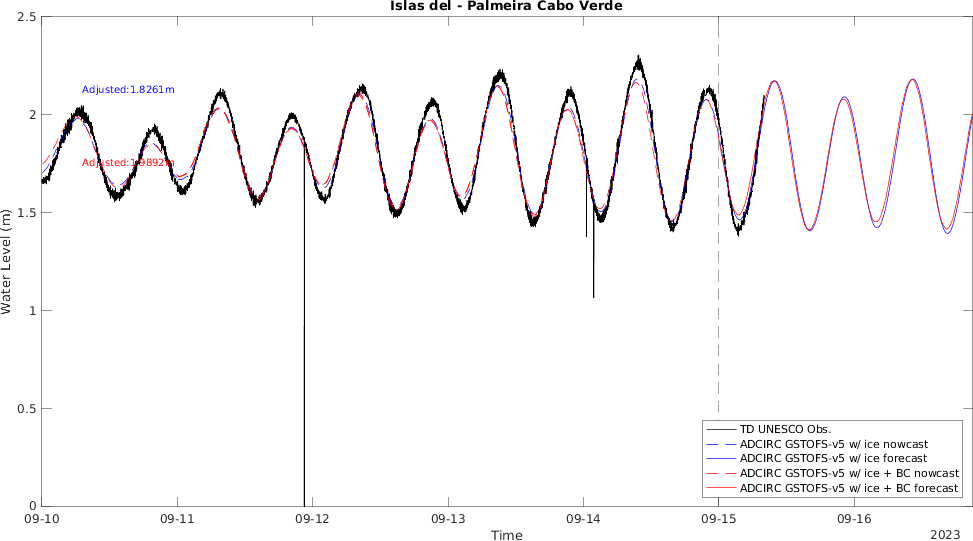 Islas del - Palmeira Cabo Verde
2.5
2
1.5
1
0.5
0
Water Level (m)
Adjusted:1.8261m
Adjusted:1.9892m
TD UNESCO Obs.
ADCIRC GSTOFS-v5 w/ ice nowcast
ADCIRC GSTOFS-v5 w/ ice forecast
ADCIRC GSTOFS-v5 w/ ice + BC nowcast
ADCIRC GSTOFS-v5 w/ ice + BC forecast
09-10 09-11 09-12 09-13 09-14 09-15 09-16
Time
2023